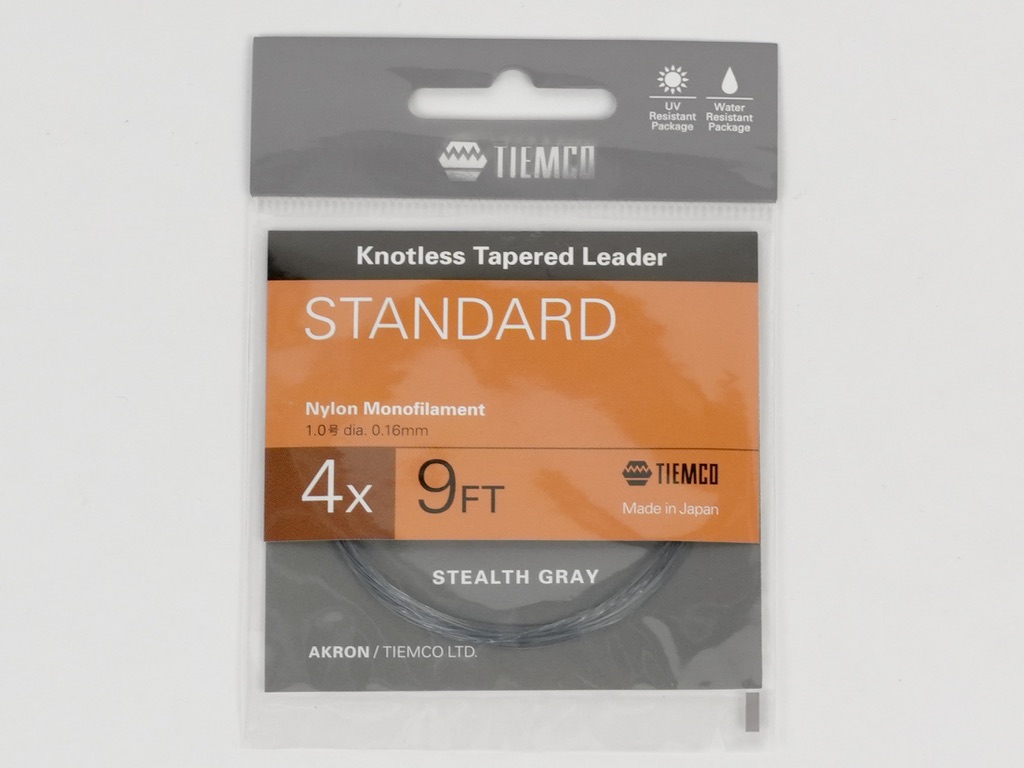 UV
Resistant
Package
Water
Resistant
Package
TIEMCO
Knotless Tapered Leader
STANDARD
Nylon Monofilament
1.0号 dia. 0.16mm
4X 9FT
TIEMCO
Made in Japan
STEALTH GRAY
AKRON / TIEMCO LTD.